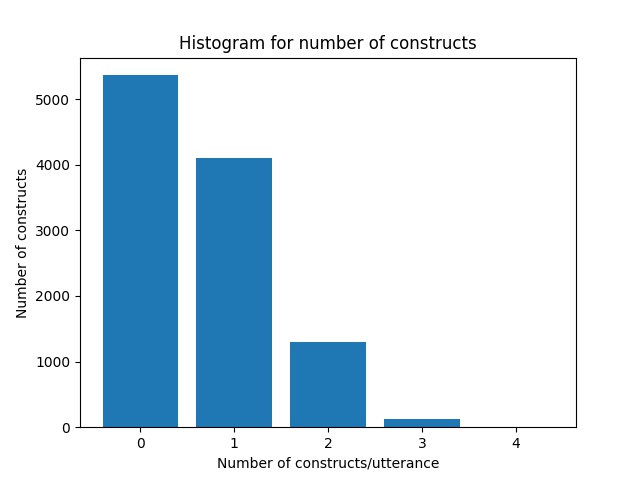 Histogram for number of constructs
Number of constructs
5000
4000
3000
2000
1000
0
0 1 2 3 4
Number of constructs/utterance